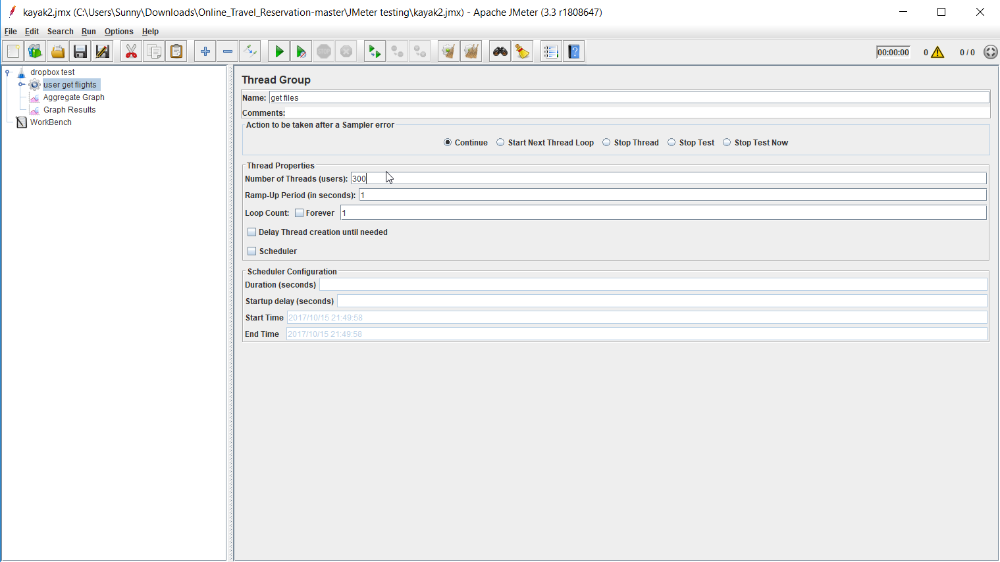 kayak2.jmx (C:\Users\Sunny\Downloads\Online_Travel_Reservation-master\JMeter testing\kayak2.jmx) - Apache JMeter (3.3 r1808647)
File Edit Search Run Options Help
STOP 00:00:00 0 0 / 0
dropbox test
user get flights
Aggregate Graph
Graph Results
WorkBench
Thread Group
Name: get files
Comments:
Action to be taken after a Sampler error
Continue Start Next Thread Loop Stop Thread Stop Test Stop Test Now
Thread Properties
Number of Threads (users): 300
Ramp-Up Period (in seconds): 1
Loop Count: Forever 1
Delay Thread creation until needed
Scheduler
Scheduler Configuration
Duration (seconds)
Startup delay (seconds)
Start Time 2017/10/15 21:49:58
End Time 2017/10/15 21:49:58